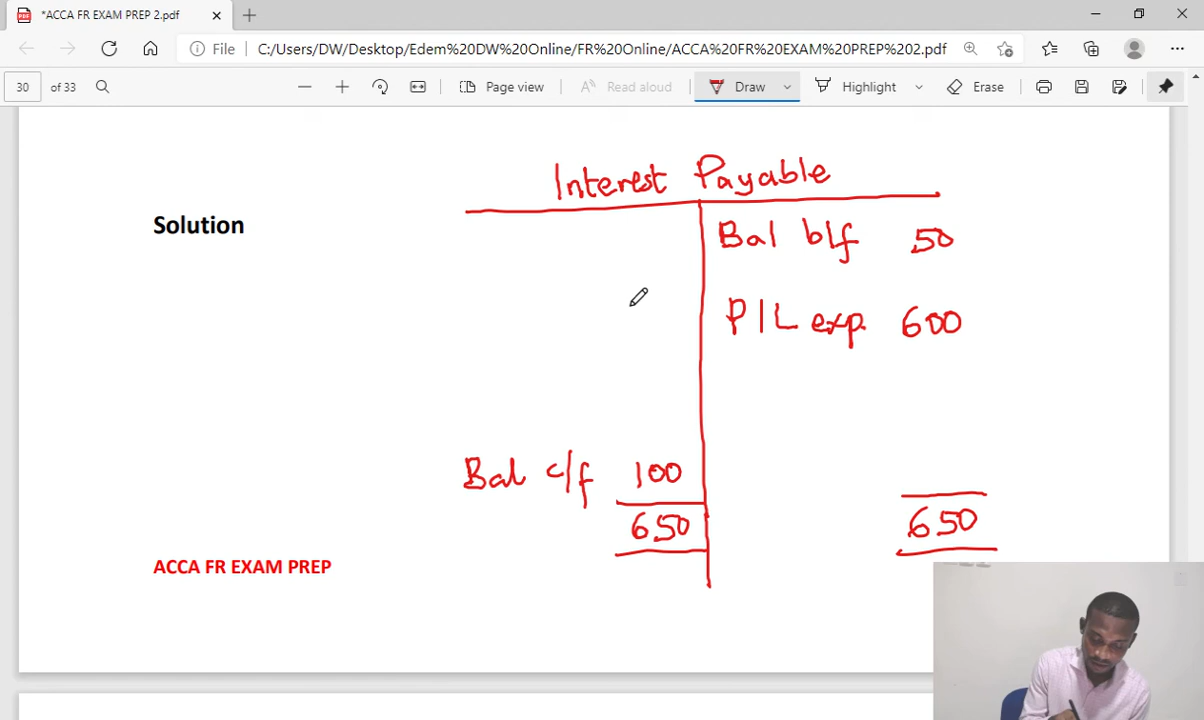 *ACCA FR EXAM PREP 2.pdf
File C:/Users/DW/Desktop/Edem%20DW%20Online/FR%20Online/ACCA%20FR%20EXAM%20PREP%202.pdf
30 of 33 Page view Read aloud Draw Highlight Erase
Interest Payable
Solution
Bal b/f 50
P/L exp. 600
Bal c/f 100
650 650
ACCA FR EXAM PREP